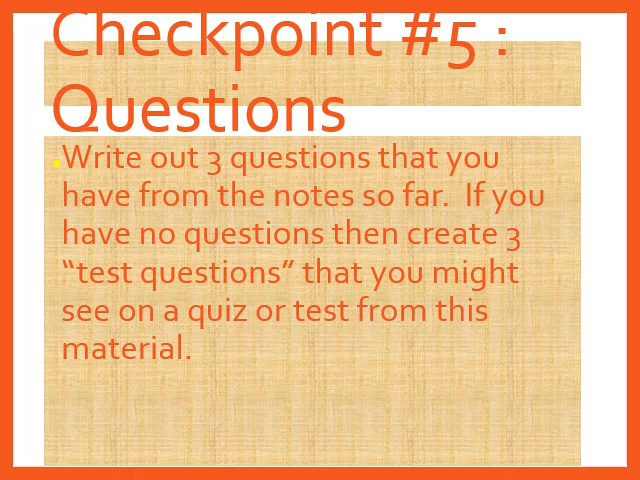 Checkpoint #5 :
Questions
Write out 3 questions that you
have from the notes so far.  If you
have no questions then create 3
“test questions” that you might
see on a quiz or test from this
material.